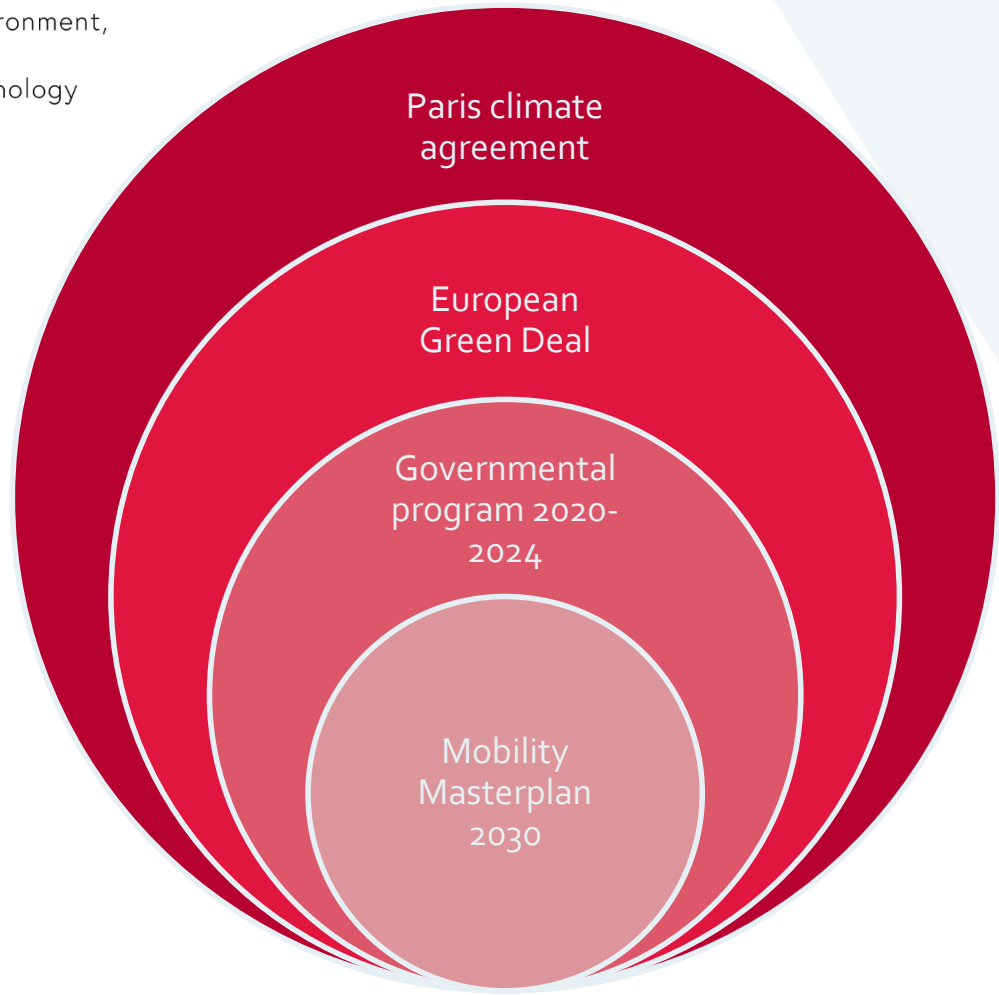 ronment,
nology
Paris climate
agreement
European
Green Deal
Governmental
program 2020-
2024
Mobility
Masterplan
2030